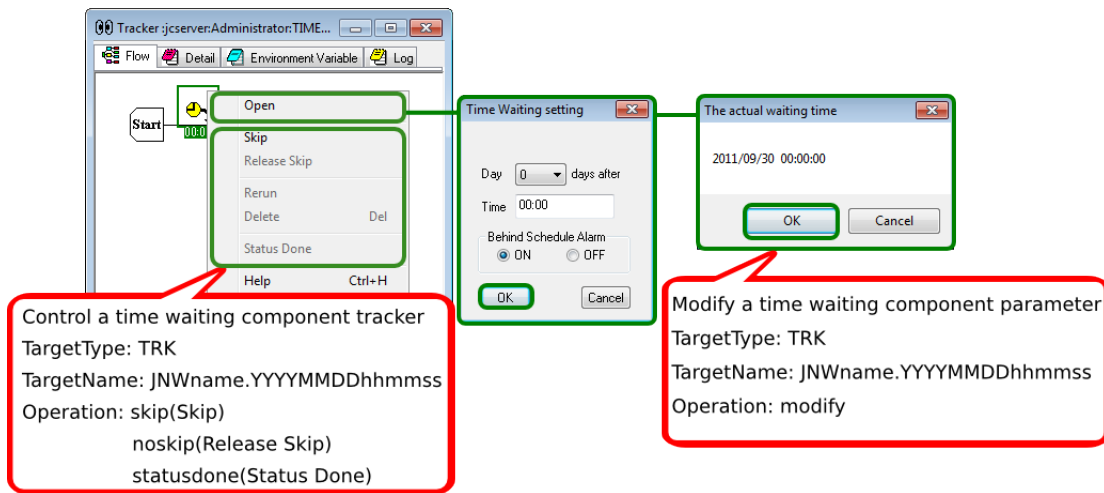 Tracker :jcserver:Administrator:TIME...
Flow Detail Environment Variable Log
Start
00:0
Open
Skip
Release Skip
Rerun
Delete Del
Status Done
Help Ctrl+H
Time Waiting setting
Day 0 days after
Time 00:00
Behind Schedule Alarm
ON OFF
OK Cancel
The actual waiting time
2011/09/30 00:00:00
OK Cancel
Control a time waiting component tracker
TargetType: TRK
TargetName: JNWname.YYYYMMDDhhmmss
Operation: skip(Skip)
noskip(Release Skip)
statusdone(Status Done)
Modify a time waiting component parameter
TargetType: TRK
TargetName: JNWname.YYYYMMDDhhmmss
Operation: modify